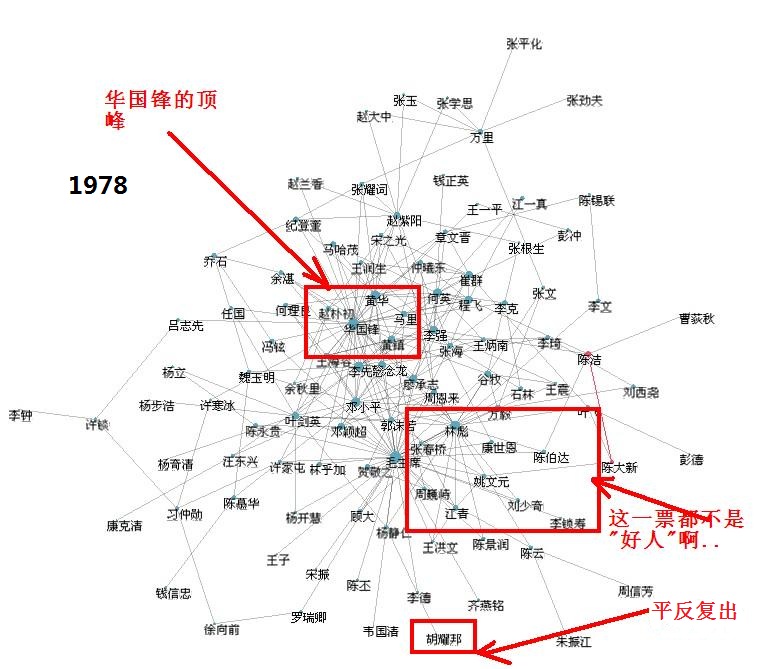 张平化
华国锋的顶
峰
张玉
张学思
张劲夫
赵大中
万里
1978
赵兰香
张耀词
钱正英
陈锡联
纪登奎
赵紫阳
王一平
江一真
马哈茂
宋之光
章文晋
彭冲
张根生
乔石
余湛
王润生
仲曦东
崔群
张文
黄华
何英
程飞
李克
李文
任国
何理良
赵朴初
马里
曹荻秋
吕志先
华国锋
李强
冯铉
黄镇
张海
王炳南
李琦
陈洁
王海容
杨立
魏玉明
李先念
念龙
谷牧
余秋里
廖承志
石林
王震
刘西尧
李钟
许锁
杨步浩
许寒冰
邓小平
周恩来
方毅
叶
叶剑英
陈永贵
邓颖超
郭沫若
林彪
张春桥
康世恩
杨奇清
汪东兴
许家屯
林乎加
贺敬之
毛主席
陈伯达
陈大新
彭德
姚文元
陈慕华
周巍峙
刘少奇
康克清
习仲勋
杨开慧
顾大
江青
李锁寿
这一票都不是
"好人"啊..
杨静仁
王洪文
陈景润
陈云
王子
宋振
陈丕
钱信忠
李德
齐燕铭
周信芳
罗瑞卿
平反复出
徐向前
韦国清
胡耀邦
朱振江